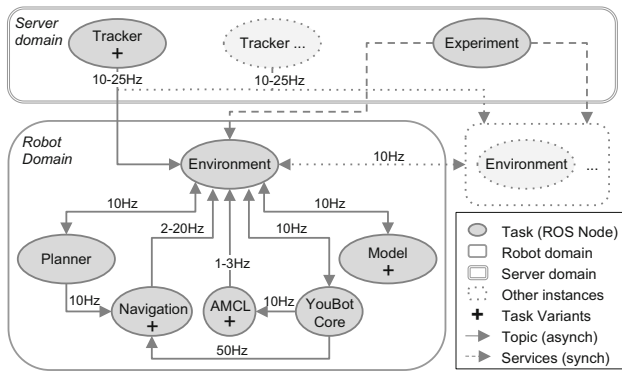 Server
domain
Tracker
+
Tracker ...
Experiment
10-25Hz
10-25Hz
Robot
Domain
Environment
10Hz
Environment
...
10Hz
2-20Hz
10Hz
10Hz
Planner
1-3Hz
Model
+
10Hz
Navigation
+
AMCL
+
10Hz
YouBot
Core
50Hz
Task (ROS Node)
Robot domain
Server domain
Other instances
+ Task Variants
Topic (asynch)
Services (synch)